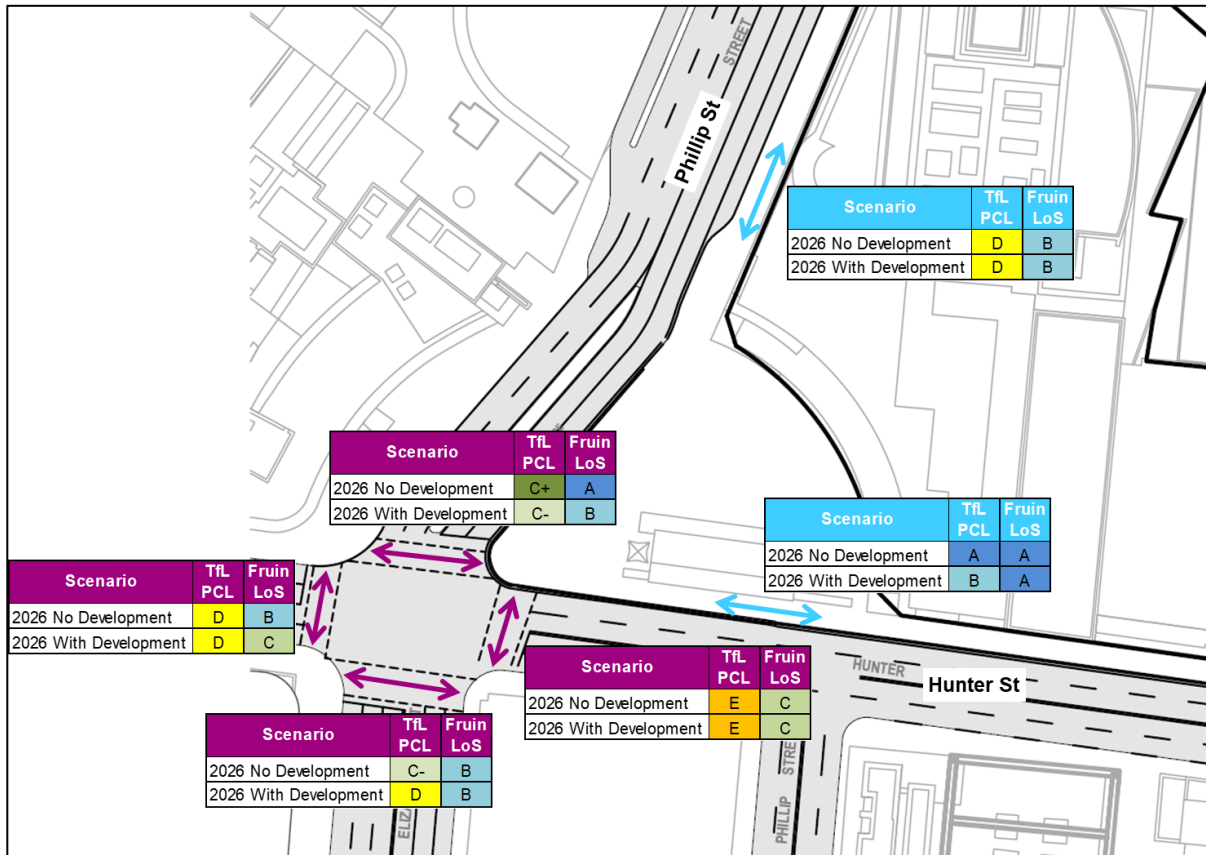 STREET
Phillip St
Scenario TfL PCL Fruin LoS
2026 No Development D B
2026 With Development D B
Scenario TfL PCL Fruin LoS
2026 No Development C+ A
2026 With Development C- B
Scenario TfL PCL Fruin LoS
2026 No Development A A
2026 With Development B A
Scenario TfL PCL Fruin LoS
2026 No Development D B
2026 With Development D C
Scenario TfL PCL Fruin LoS
2026 No Development E C
2026 With Development E C
HUNTER
Hunter St
Scenario TfL PCL Fruin LoS
2026 No Development C- B
2026 With Development D B
PHILLIP STREET